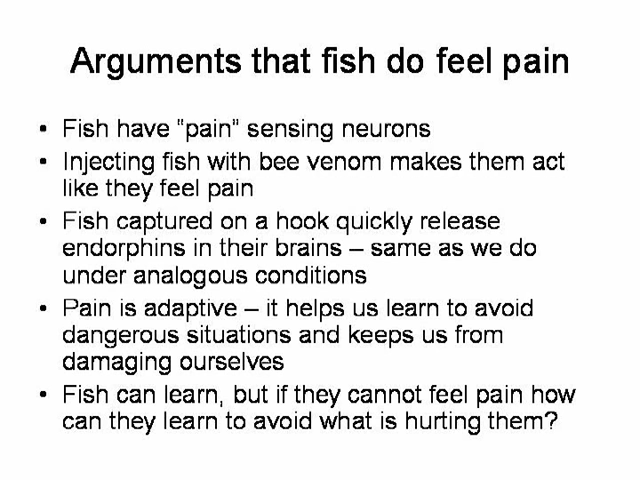 Arguments that fish do feel pain
• Fish have "pain" sensing neurons
• Injecting fish with bee venom makes them act
like they feel pain
• Fish captured on a hook quickly release
endorphins in their brains – same as we do
under analogous conditions
• Pain is adaptive – it helps us learn to avoid
dangerous situations and keeps us from
damaging ourselves
• Fish can learn, but if they cannot feel pain how
can they learn to avoid what is hurting them?